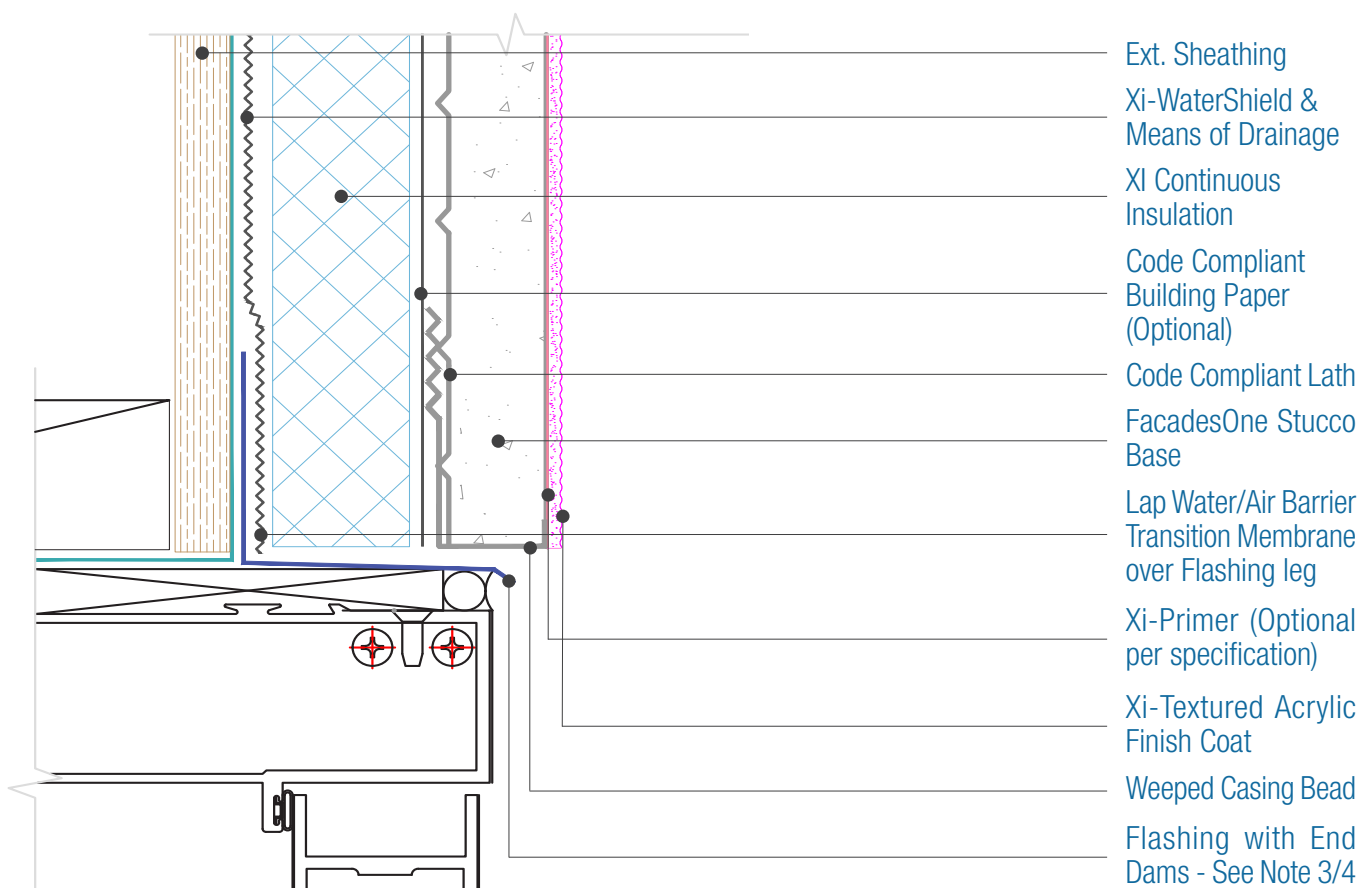 Ext. Sheathing
Xi-WaterShield &
Means of Drainage
XI Continuous
Insulation
Code Compliant
Building Paper
(Optional)
Code Compliant Lath
FacadesOne Stucco
Base
Lap Water/Air Barrier
Transition Membrane
over Flashing leg
Xi-Primer (Optional
per specification)
Xi-Textured Acrylic
Finish Coat
Weeped Casing Bead
Flashing with End
Dams - See Note 3/4